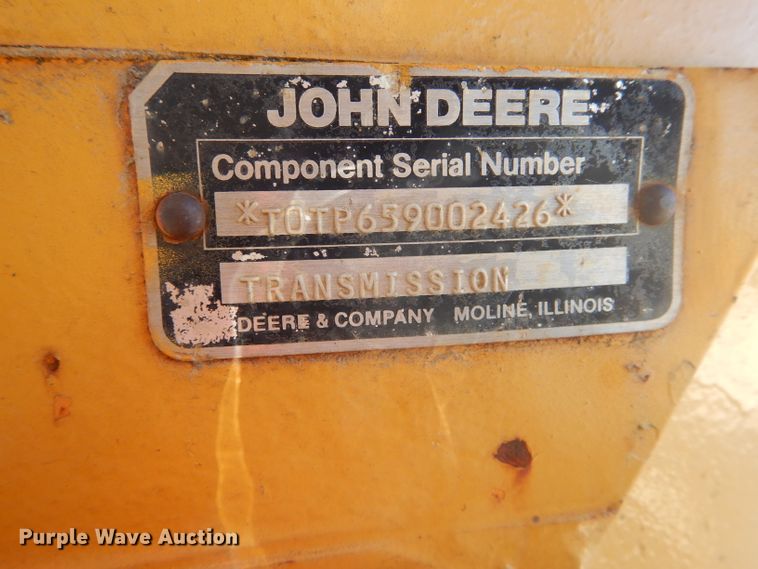 JOHN DEERE
Component Serial Number
*T0TP659002426*
TRANSMISSION
DEERE & COMPANY MOLINE, ILLINOIS
Purple Wave Auction